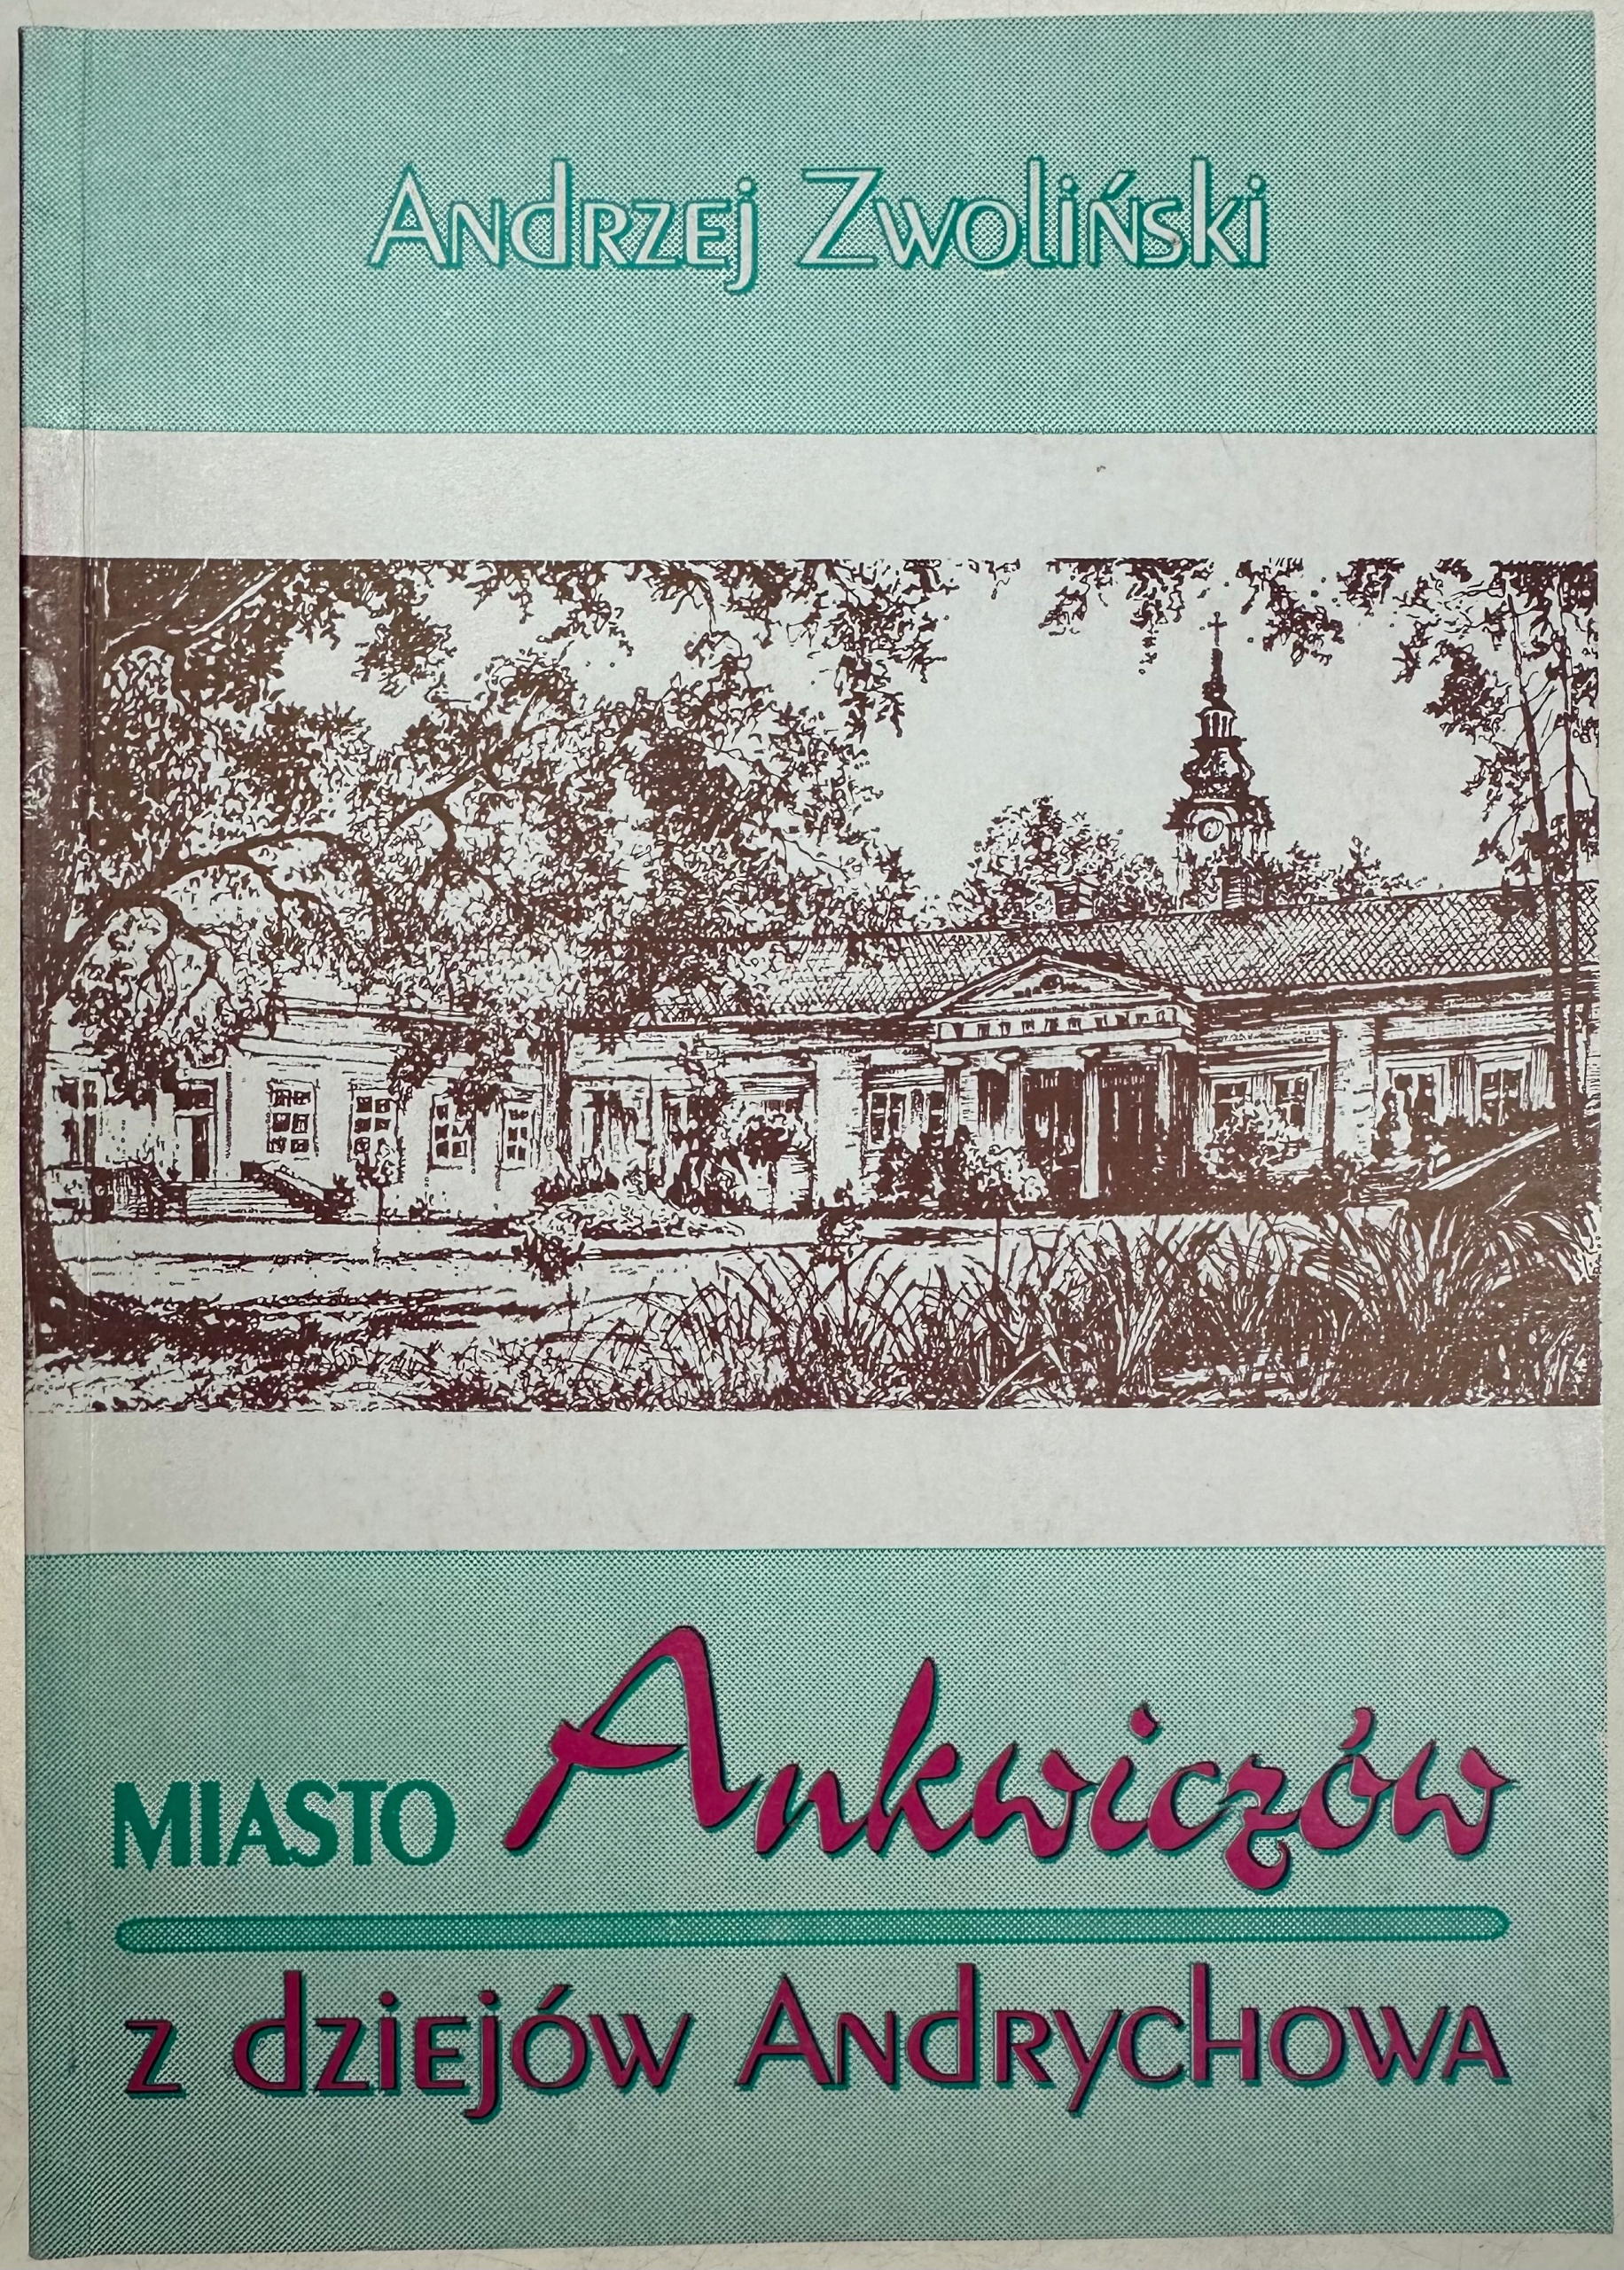 Andrzej Zwoliński
MIASTO Ankwiczów
z dziejów Andrychowa